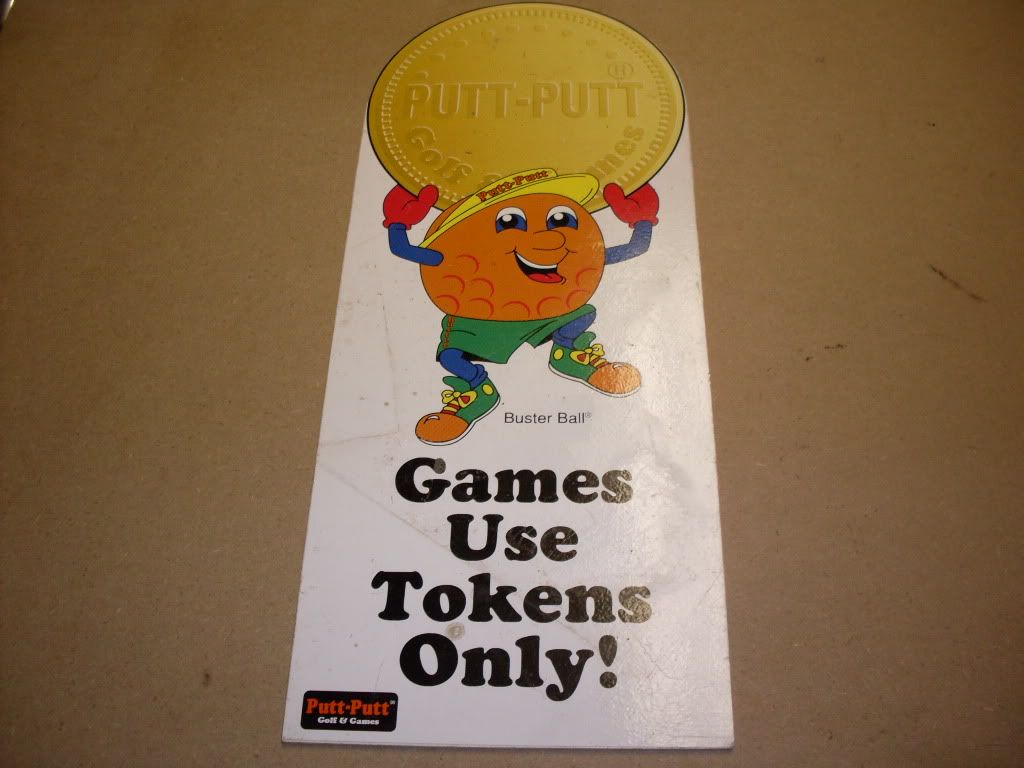 PUTT-PUTT®
Golf & Games
Putt-Putt
Buster Ball®
Games
Use
Tokens
Only!
Putt-Putt®
Golf & Games